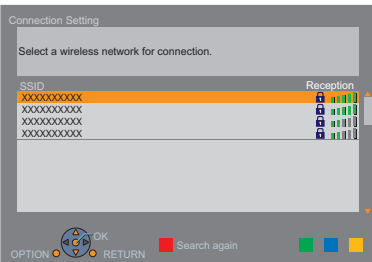 Connection Setting
Select a wireless network for connection.
SSID Reception
XXXXXXXXXX
XXXXXXXXXX
XXXXXXXXXX
XXXXXXXXXX
OK
OPTION RETURN
Search again